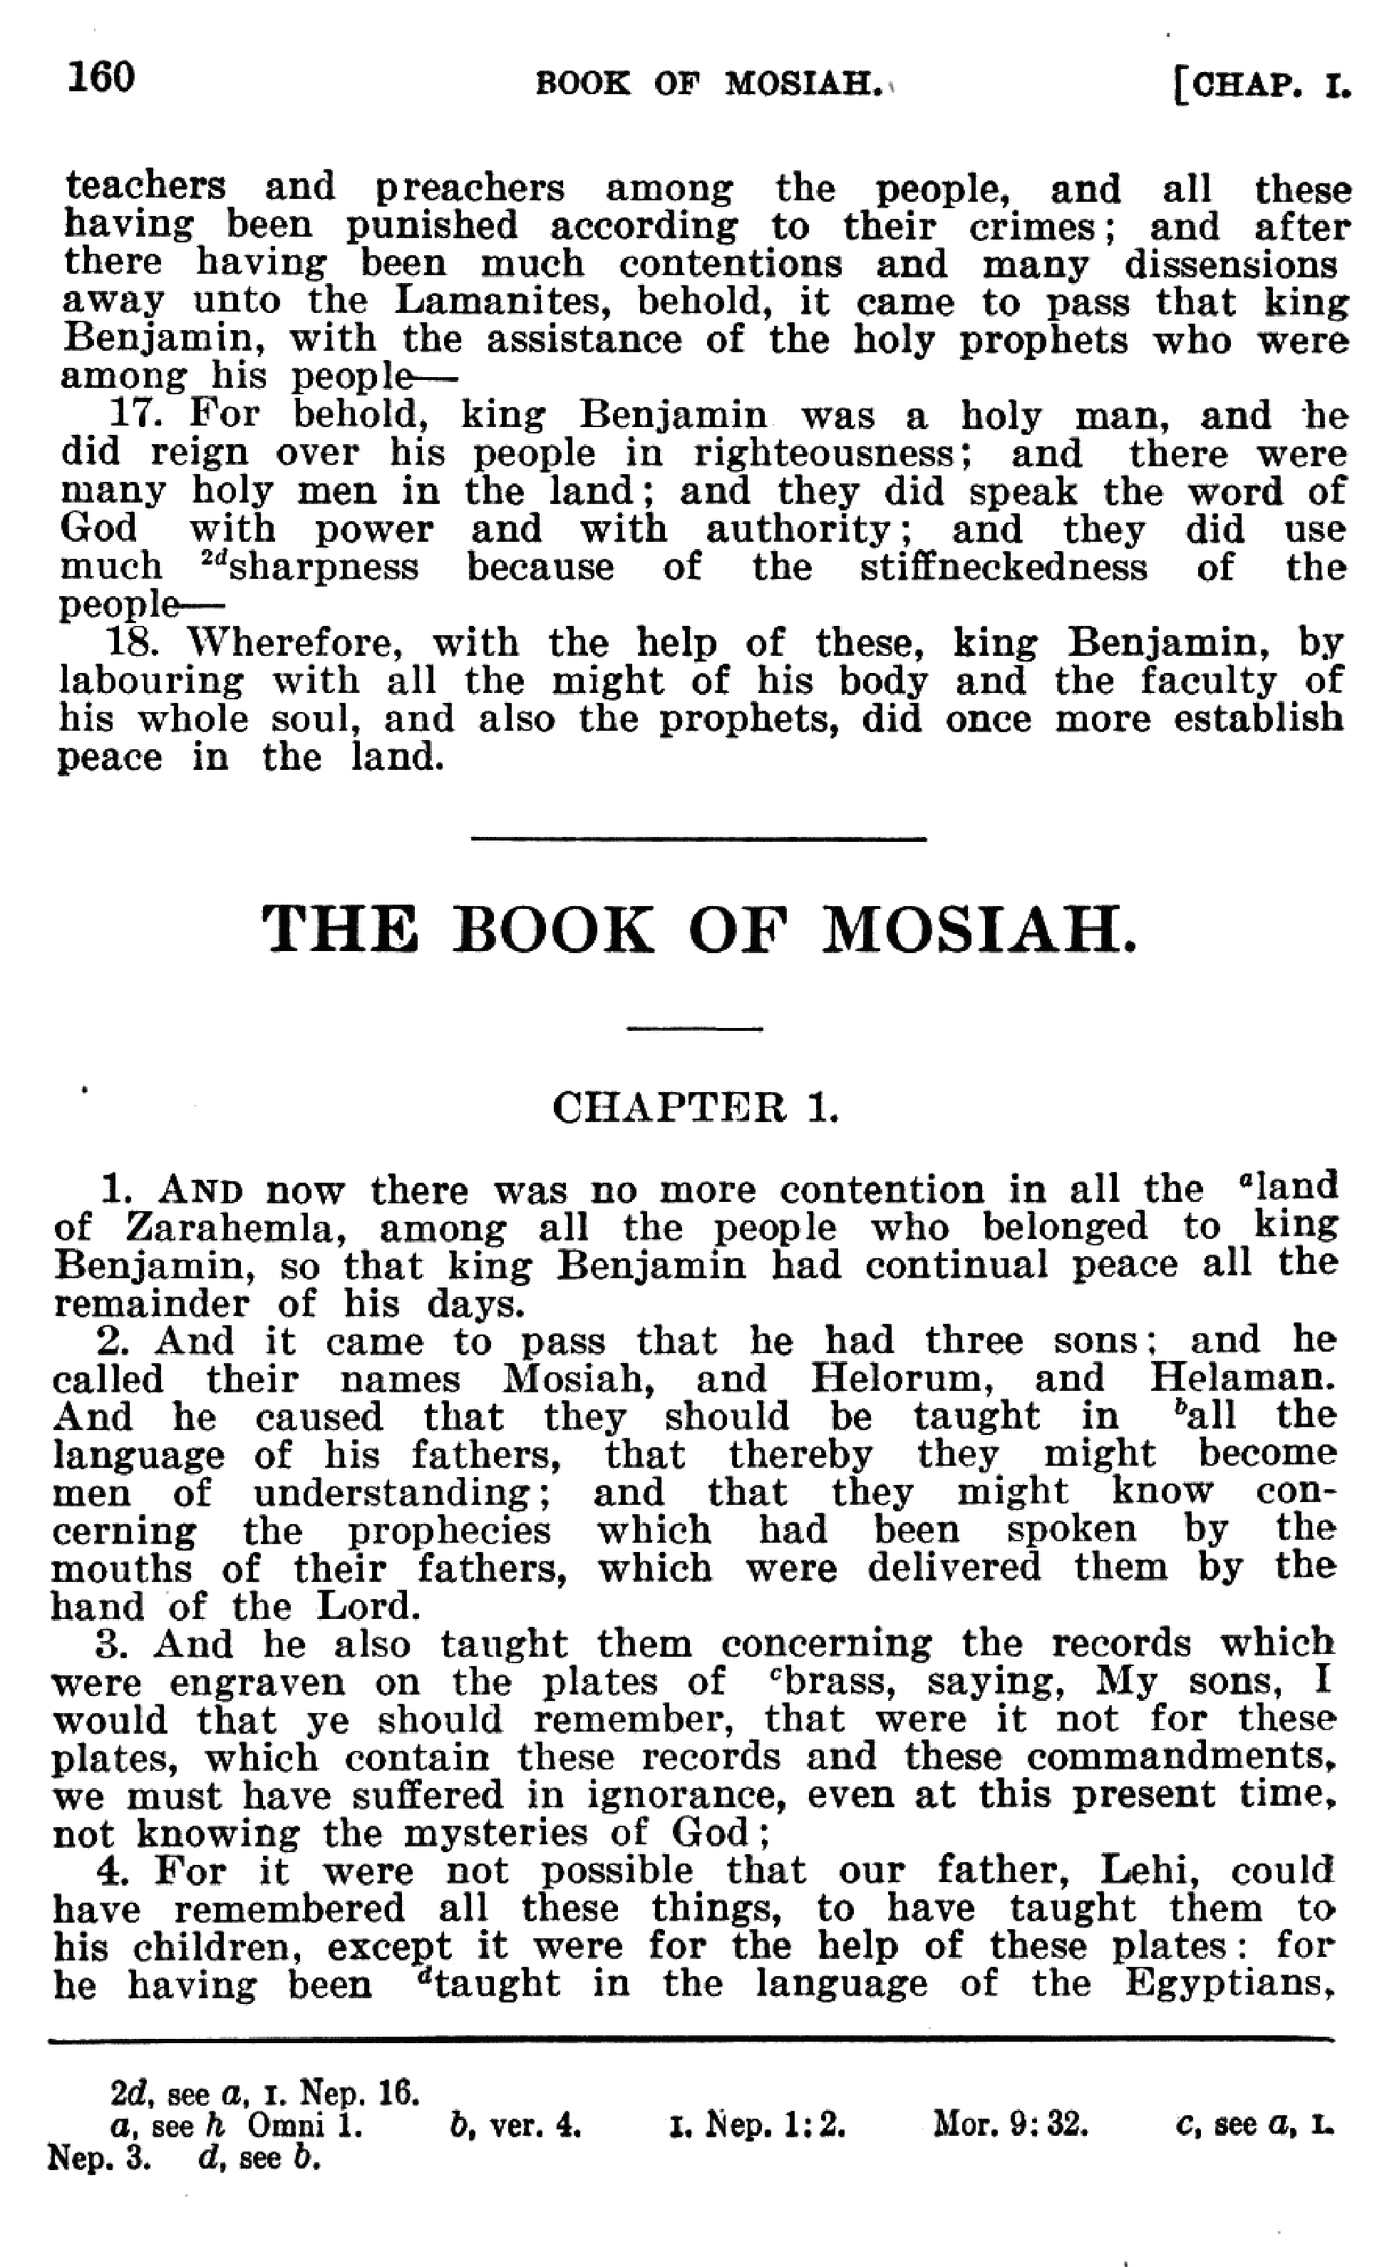 160 BOOK OF MOSIAH. [CHAP. I.
teachers and preachers among the people, and all these
having been punished according to their crimes; and after
there having been much contentions and many dissensions
away unto the Lamanites, behold, it came to pass that king
Benjamin, with the assistance of the holy prophets who were
among his people—
17. For behold, king Benjamin was a holy man, and he
did reign over his people in righteousness; and there were
many holy men in the land; and they did speak the word of
God with power and with authority; and they did use
much 2dsharpness because of the stiffneckedness of the
people—
18. Wherefore, with the help of these, king Benjamin, by
labouring with all the might of his body and the faculty of
his whole soul, and also the prophets, did once more establish
peace in the land.
THE BOOK OF MOSIAH.
CHAPTER 1.
1. AND now there was no more contention in all the aland
of Zarahemla, among all the people who belonged to king
Benjamin, so that king Benjamin had continual peace all the
remainder of his days.
2. And it came to pass that he had three sons; and he
called their names Mosiah, and Helorum, and Helaman.
And he caused that they should be taught in ball the
language of his fathers, that thereby they might become
men of understanding; and that they might know con-
cerning the prophecies which had been spoken by the
mouths of their fathers, which were delivered them by the
hand of the Lord.
3. And he also taught them concerning the records which
were engraven on the plates of cbrass, saying, My sons, I
would that ye should remember, that were it not for these
plates, which contain these records and these commandments,
we must have suffered in ignorance, even at this present time,
not knowing the mysteries of God;
4. For it were not possible that our father, Lehi, could
have remembered all these things, to have taught them to
his children, except it were for the help of these plates: for
he having been dtaught in the language of the Egyptians,
2d, see a, I. Nep. 16.
a, see h Omni 1. b, ver. 4. I. Nep. 1:2. Mor. 9:32. c, see a, I.
Nep. 3. d, see b.